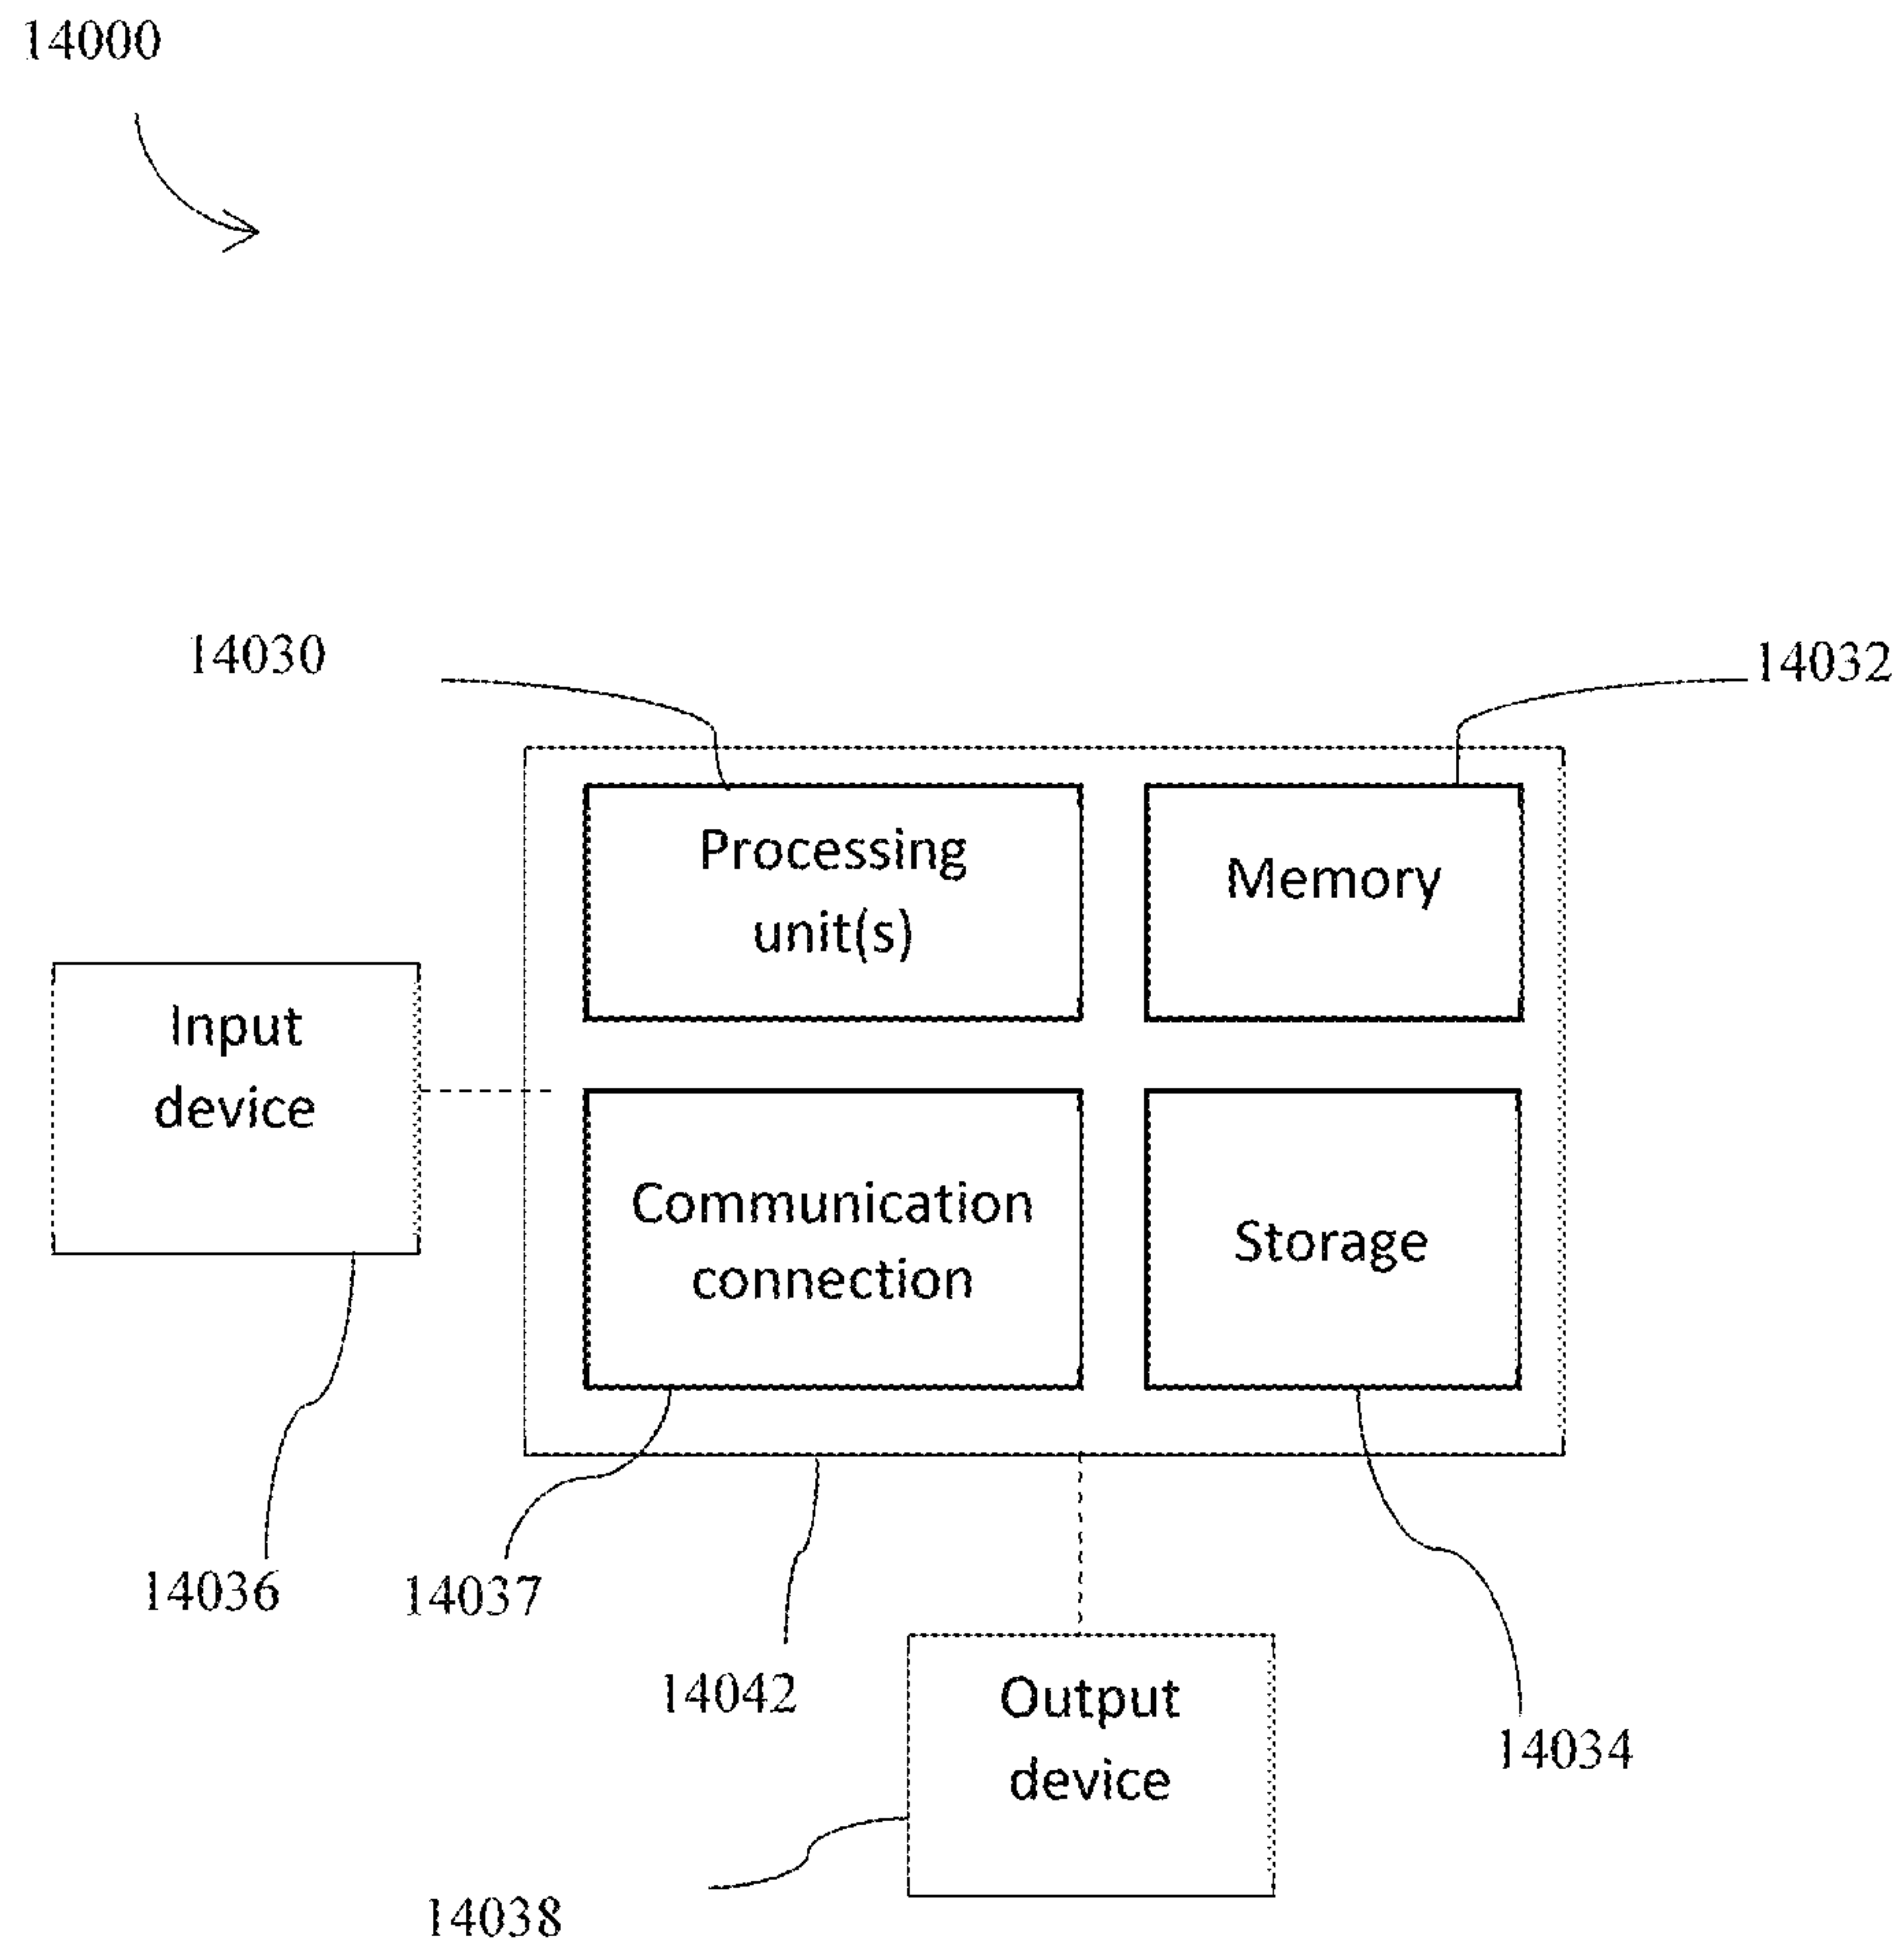 14000
14030
14032
Processing
unit(s)
Memory
Input
device
Communication
connection
Storage
14036
14037
14042
Output
device
14034
14038